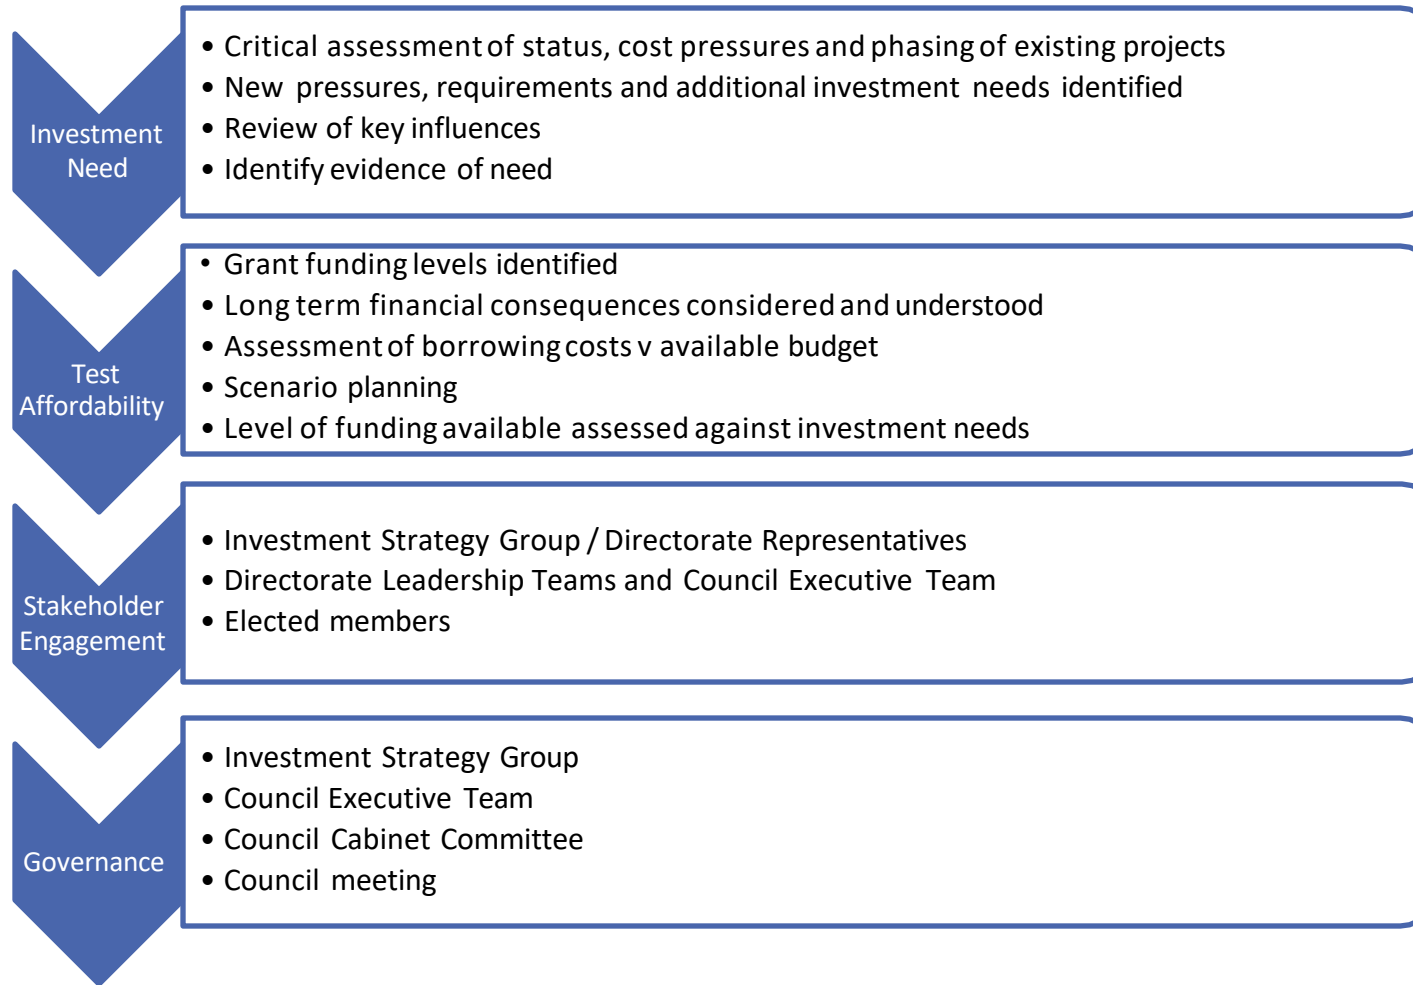 Investment
Need
• Critical assessment of status, cost pressures and phasing of existing projects
• New pressures, requirements and additional investment needs identified
• Review of key influences
• Identify evidence of need
Test
Affordability
• Grant funding levels identified
• Long term financial consequences considered and understood
• Assessment of borrowing costs v available budget
• Scenario planning
• Level of funding available assessed against investment needs
Stakeholder
Engagement
• Investment Strategy Group / Directorate Representatives
• Directorate Leadership Teams and Council Executive Team
• Elected members
Governance
• Investment Strategy Group
• Council Executive Team
• Council Cabinet Committee
• Council meeting